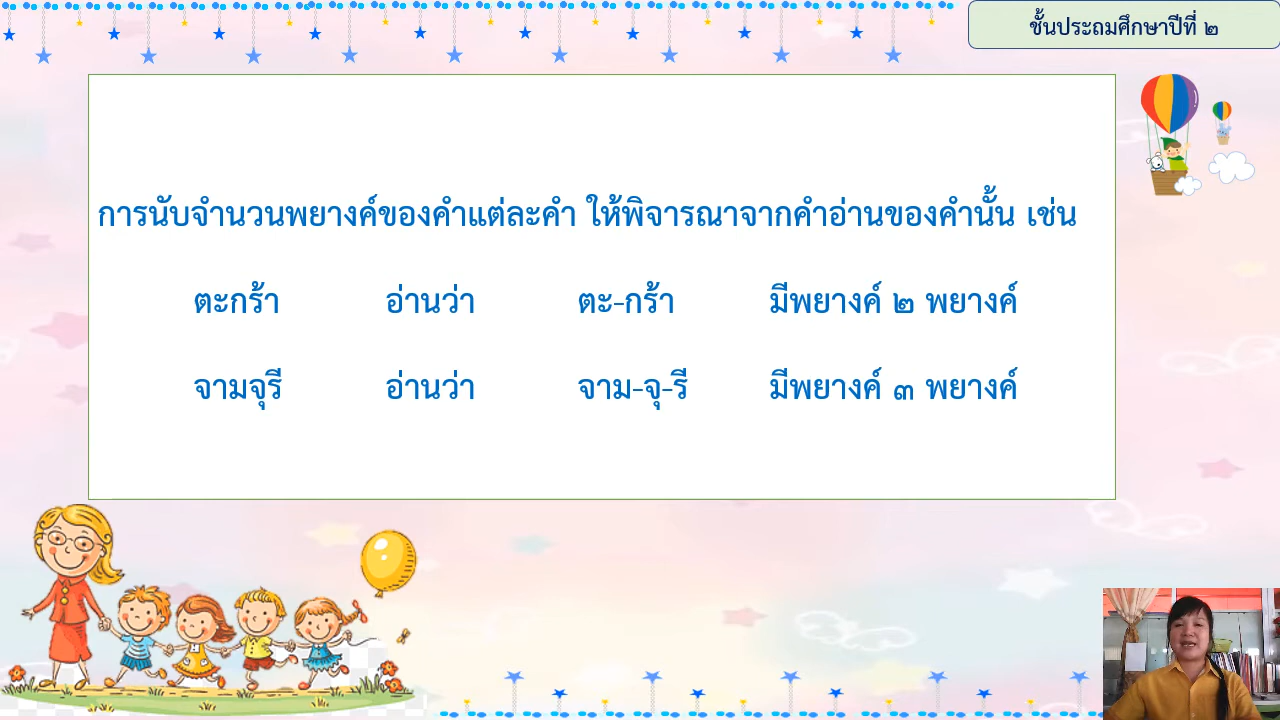 ชั้นประถมศึกษาปีที่ ๒
การนับจำนวนพยางค์ของคำแต่ละคำ ให้พิจารณาจากคำอ่านของคำนั้น เช่น
ตะกร้า อ่านว่า ตะ-กร้า มีพยางค์ ๒ พยางค์
จามจุรี อ่านว่า จาม-จุ-รี มีพยางค์ ๓ พยางค์